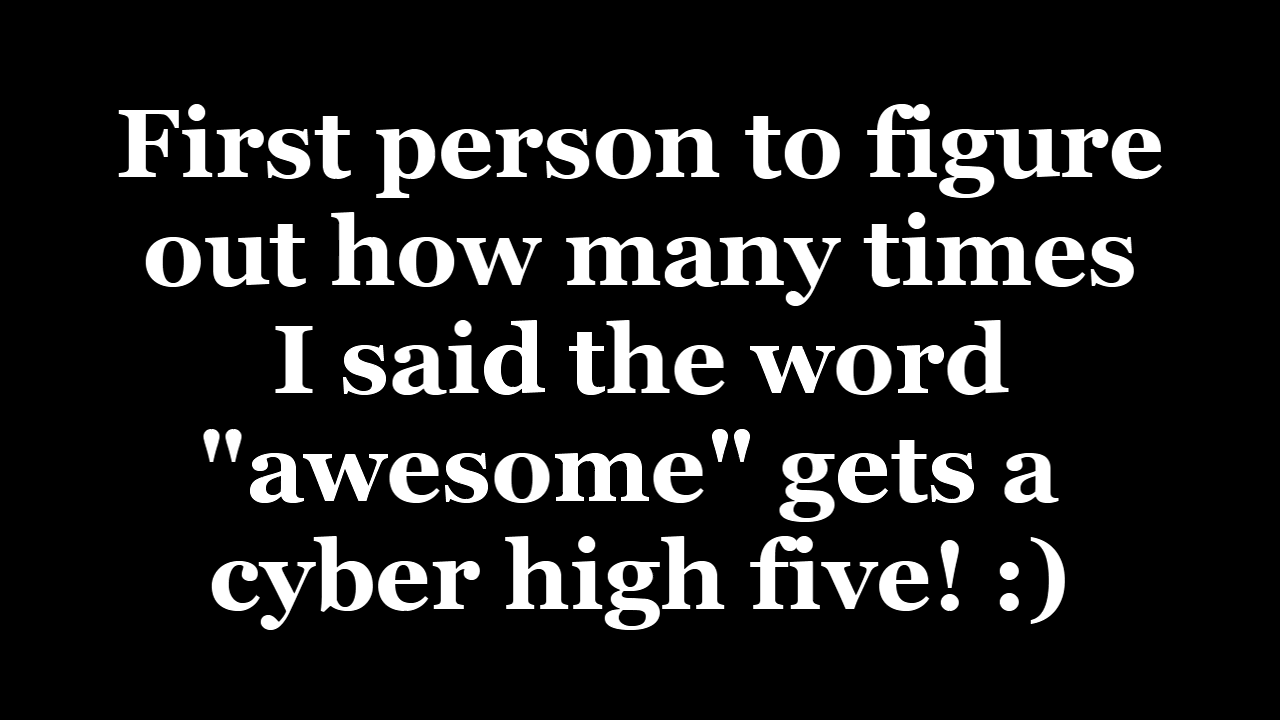 First person to figure
out how many times
I said the word
"awesome" gets a
cyber high five! :)